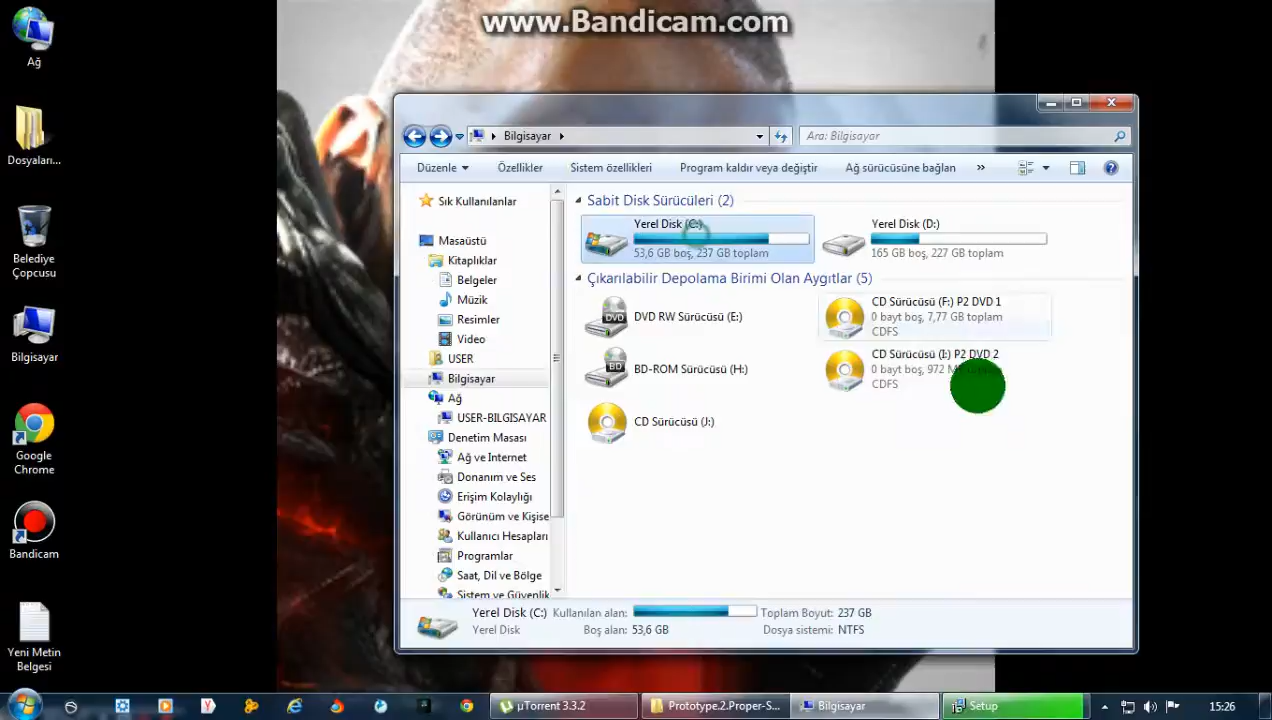 www.Bandicam.com
Ağ
Dosyaları...
Belediye
Çopcusu
Bilgisayar
Google
Chrome
Bandicam
Yeni Metin
Belgesi
Bilgisayar
Ara: Bilgisayar
Düzenle
Özellikler
Sistem özellikleri
Program kaldır veya değiştir
Ağ sürücüsüne bağlan
»
Sık Kullanılanlar
Masaüstü
Kitaplıklar
Belgeler
Müzik
Resimler
Video
USER
Bilgisayar
Ağ
USER-BILGISAYAR
Denetim Masası
Ağ ve Internet
Donanım ve Ses
Erişim Kolaylığı
Görünüm ve Kişise
Kullanıcı Hesapları
Programlar
Saat, Dil ve Bölge
Sistem ve Güvenlik
Sabit Disk Sürücüleri (2)
Yerel Disk (C:)
53,6 GB boş, 237 GB toplam
Yerel Disk (D:)
165 GB boş, 227 GB toplam
Çıkarılabilir Depolama Birimi Olan Aygıtlar (5)
DVD RW Sürücüsü (E:)
CD Sürücüsü (F:) P2 DVD 1
0 bayt boş, 7,77 GB toplam
CDFS
BD-ROM Sürücüsü (H:)
CD Sürücüsü (I:) P2 DVD 2
0 bayt boş, 972
CDFS
CD Sürücüsü (J:)
Yerel Disk (C:) Kullanılan alan: Toplam Boyut: 237 GB
Yerel Disk Boş alan: 53,6 GB Dosya sistemi: NTFS
µTorrent 3.3.2
Prototype.2.Proper-S...
Bilgisayar
Setup
15:26